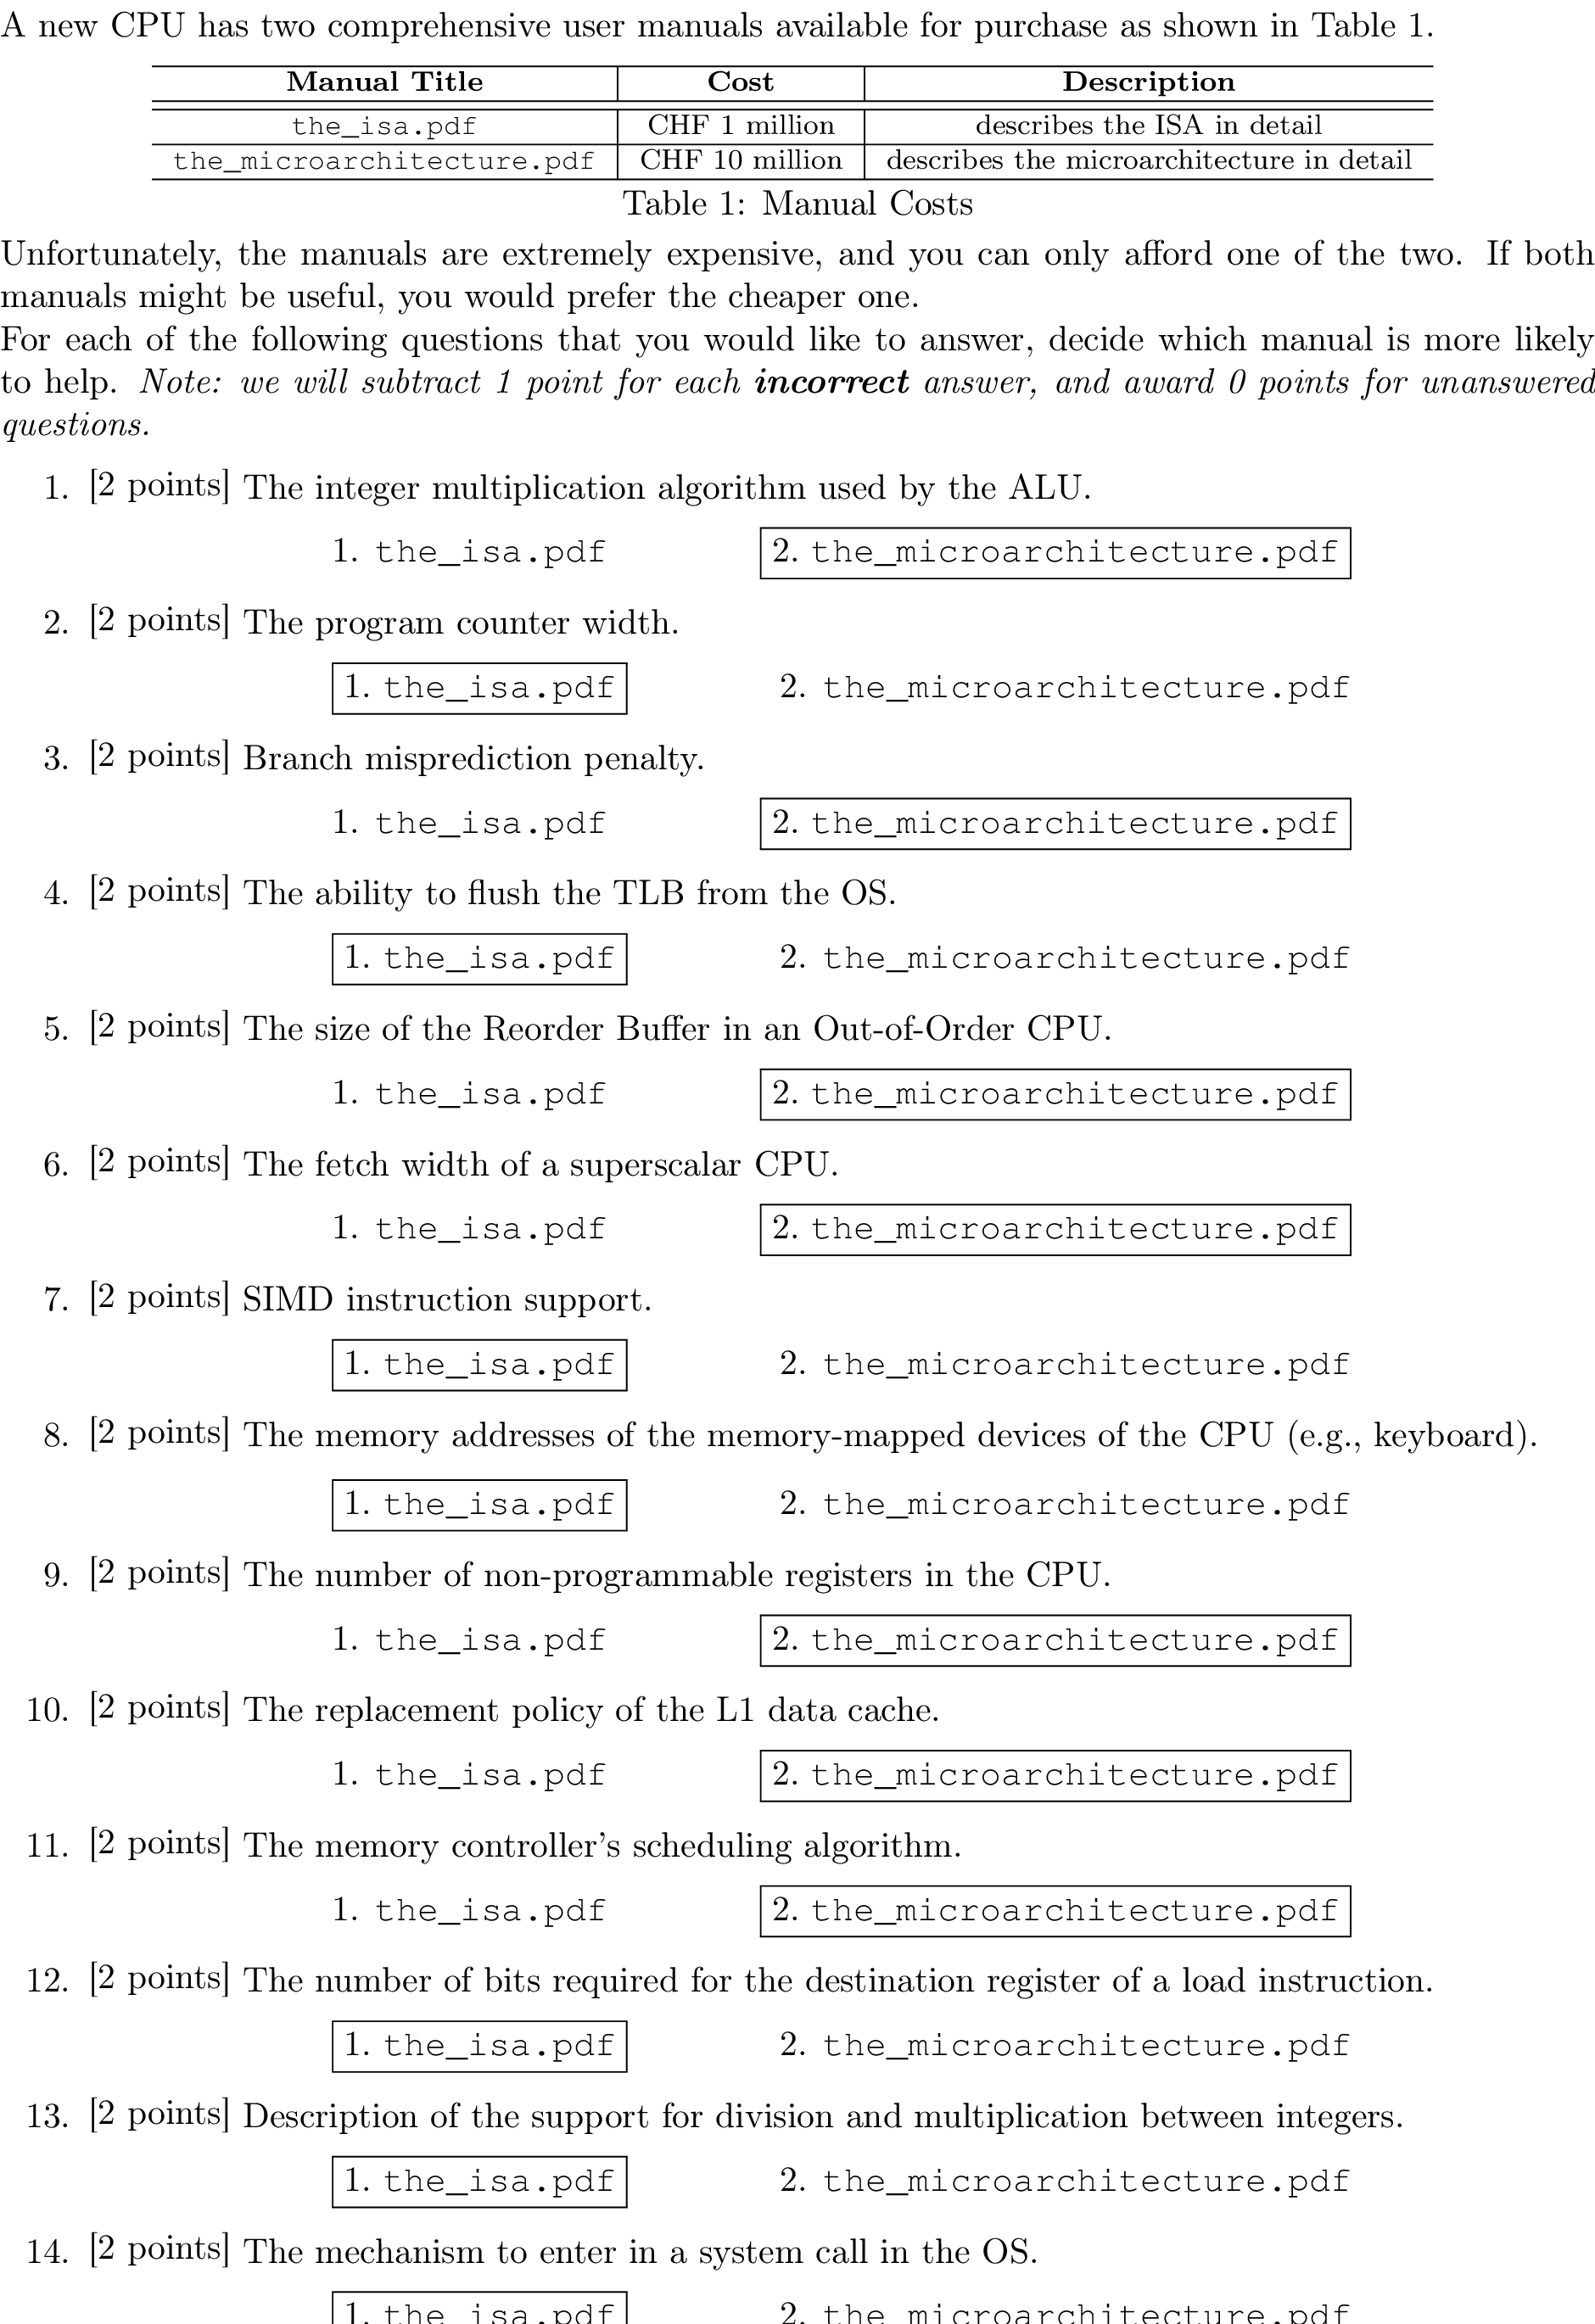 A new CPU has two comprehensive user manuals available for purchase as shown in Table 1.
Manual Title Cost Description
the_isa.pdf CHF 1 million describes the ISA in detail
the_microarchitecture.pdf CHF 10 million describes the microarchitecture in detail
Table 1: Manual Costs
Unfortunately, the manuals are extremely expensive, and you can only afford one of the two. If both
manuals might be useful, you would prefer the cheaper one.
For each of the following questions that you would like to answer, decide which manual is more likely
to help. Note: we will subtract 1 point for each incorrect answer, and award 0 points for unanswered
questions.
1. [2 points] The integer multiplication algorithm used by the ALU.
1. the_isa.pdf 2. the_microarchitecture.pdf
2. [2 points] The program counter width.
1. the_isa.pdf 2. the_microarchitecture.pdf
3. [2 points] Branch misprediction penalty.
1. the_isa.pdf 2. the_microarchitecture.pdf
4. [2 points] The ability to flush the TLB from the OS.
1. the_isa.pdf 2. the_microarchitecture.pdf
5. [2 points] The size of the Reorder Buffer in an Out-of-Order CPU.
1. the_isa.pdf 2. the_microarchitecture.pdf
6. [2 points] The fetch width of a superscalar CPU.
1. the_isa.pdf 2. the_microarchitecture.pdf
7. [2 points] SIMD instruction support.
1. the_isa.pdf 2. the_microarchitecture.pdf
8. [2 points] The memory addresses of the memory-mapped devices of the CPU (e.g., keyboard).
1. the_isa.pdf 2. the_microarchitecture.pdf
9. [2 points] The number of non-programmable registers in the CPU.
1. the_isa.pdf 2. the_microarchitecture.pdf
10. [2 points] The replacement policy of the L1 data cache.
1. the_isa.pdf 2. the_microarchitecture.pdf
11. [2 points] The memory controller's scheduling algorithm.
1. the_isa.pdf 2. the_microarchitecture.pdf
12. [2 points] The number of bits required for the destination register of a load instruction.
1. the_isa.pdf 2. the_microarchitecture.pdf
13. [2 points] Description of the support for division and multiplication between integers.
1. the_isa.pdf 2. the_microarchitecture.pdf
14. [2 points] The mechanism to enter in a system call in the OS.
1. the_isa.pdf 2. the_microarchitecture.pdf